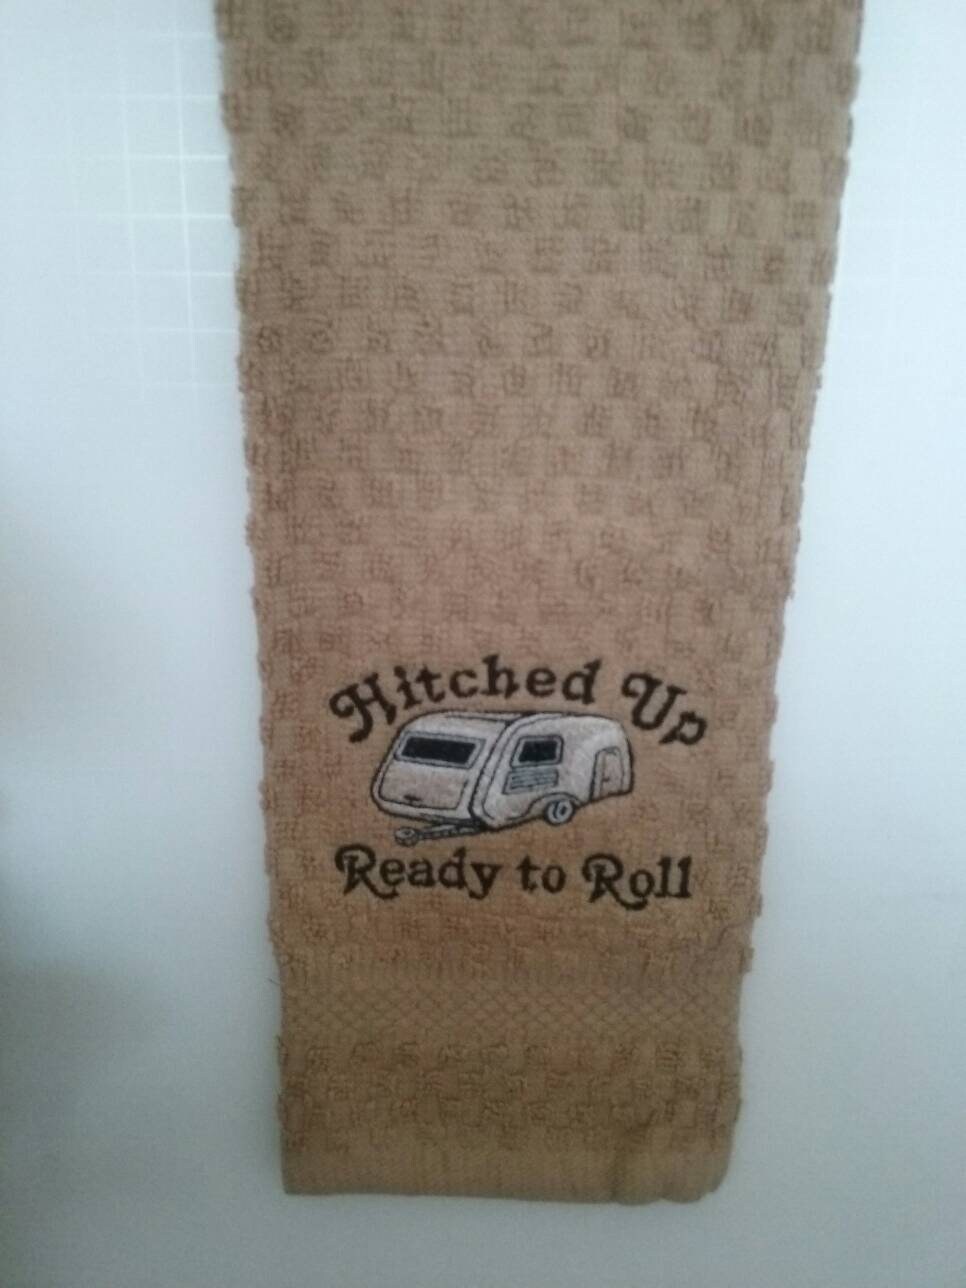 Hitched Up
Ready to Roll